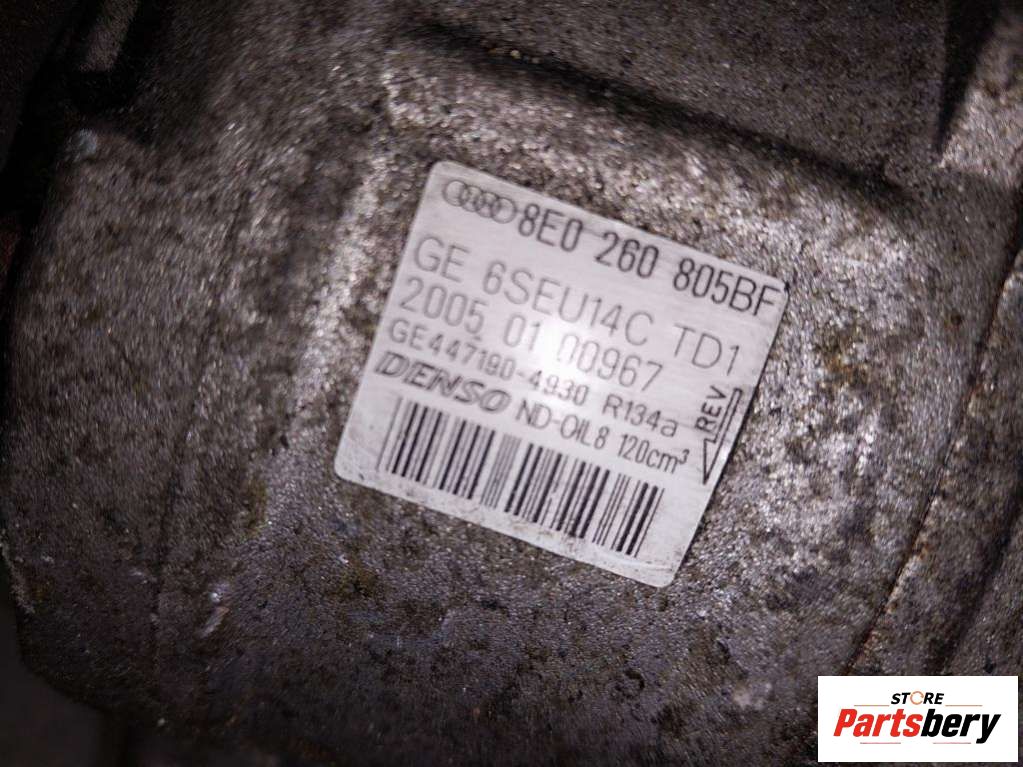 8E0 260 805BF
GE 6SEU14C TD1
2005 01 00967
GE447190-4930 R134a
DENSO ND-OIL8 120cm³
REV
STORE
Partsbery